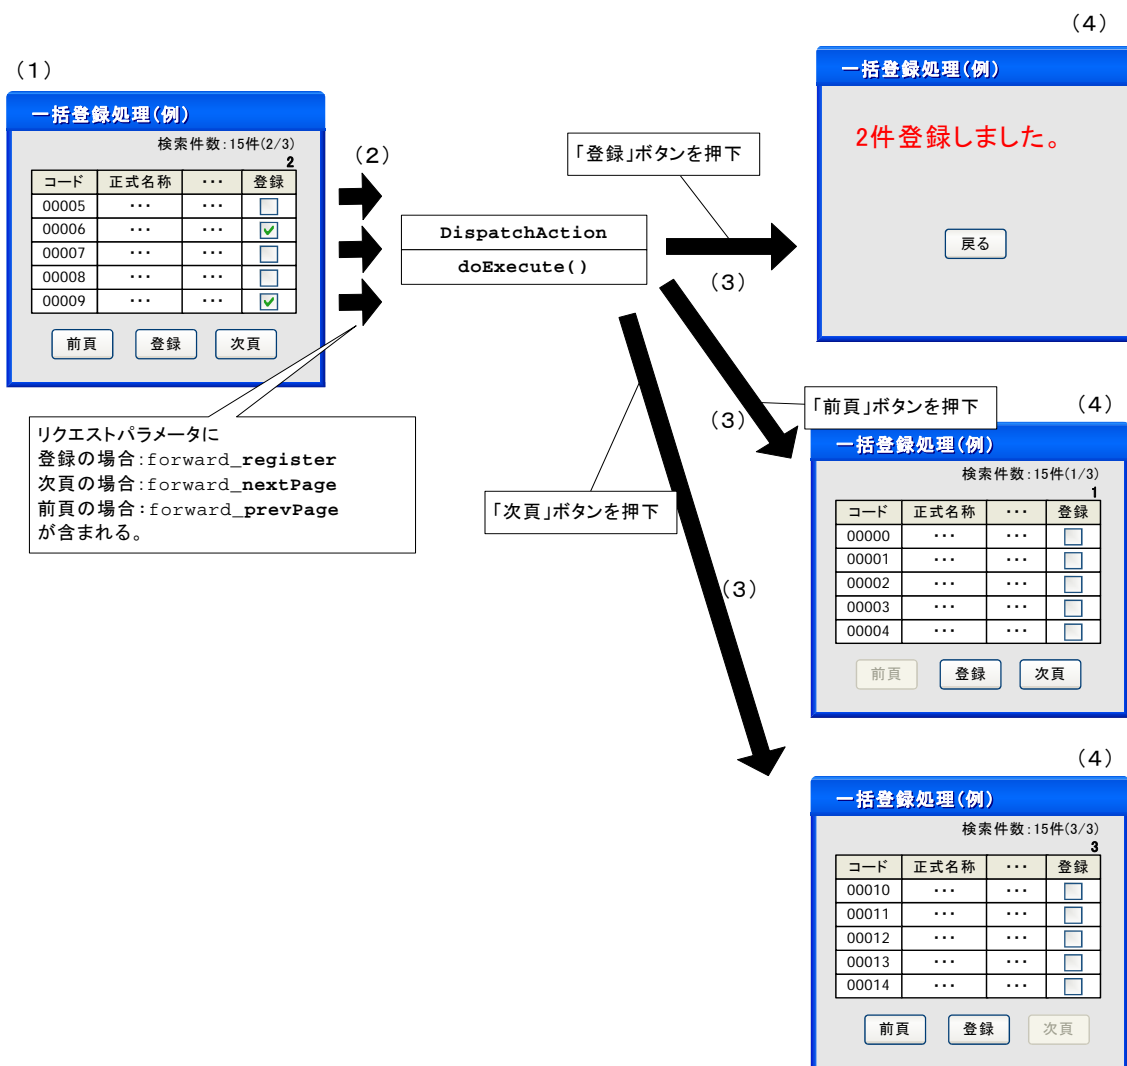 (1)
一括登録処理(例)
検索件数:15件(2/3)
2
コード 正式名称 ・・・ 登録
00005 ・・・ ・・・
00006 ・・・ ・・・
00007 ・・・ ・・・
00008 ・・・ ・・・
00009 ・・・ ・・・
前頁 登録 次頁
(2)
リクエストパラメータに
登録の場合:forward_register
次頁の場合:forward_nextPage
前頁の場合:forward_prevPage
が含まれる。
DispatchAction
doExecute()
「登録」ボタンを押下
(3)
(4)
一括登録処理(例)
2件登録しました。
戻る
「前頁」ボタンを押下
(3)
(4)
一括登録処理(例)
検索件数:15件(1/3)
1
コード 正式名称 ・・・ 登録
00000 ・・・ ・・・
00001 ・・・ ・・・
00002 ・・・ ・・・
00003 ・・・ ・・・
00004 ・・・ ・・・
前頁 登録 次頁
「次頁」ボタンを押下
(3)
(4)
一括登録処理(例)
検索件数:15件(3/3)
3
コード 正式名称 ・・・ 登録
00010 ・・・ ・・・
00011 ・・・ ・・・
00012 ・・・ ・・・
00013 ・・・ ・・・
00014 ・・・ ・・・
前頁 登録 次頁